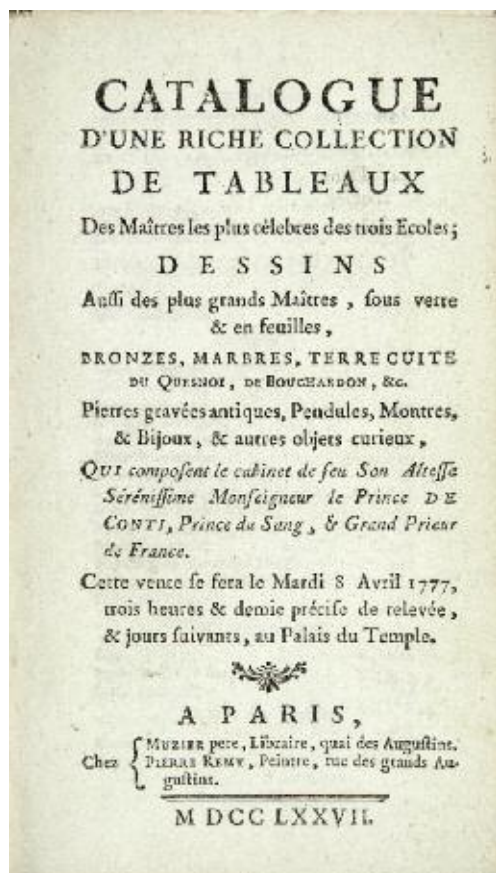 CATALOGUE
D'UNE RICHE COLLECTION
DE TABLEAUX
Des Maîtres les plus célebres des trois Ecoles;
DESSINS
Auſſi des plus grands Maîtres, ſous verre
& en feuilles,
BRONZES, MARBRES, TERRE CUITE
DU QUESNOI, DE BOUCHARDON, &c.
Pierres gravées antiques, Pendules, Montres,
& Bijoux, & autres objets curieux,
QUI compoſent le cabinet de feu Son Alteſſe
Séréniſſime Monſeigneur le Prince DE
CONTI, Prince du Sang, & Grand Prieur
de France.
Cette vente ſe fera le Mardi 8 Avril 1777,
trois heures & demie préciſe de relevée,
& jours ſuivants, au Palais du Temple.
A PARIS,
Chez { MUZIER pere, Libraire, quai des Auguſtins.
PIERRE REMY, Peintre, rue des grands Au-
guſtins.
M DCC LXXVII.